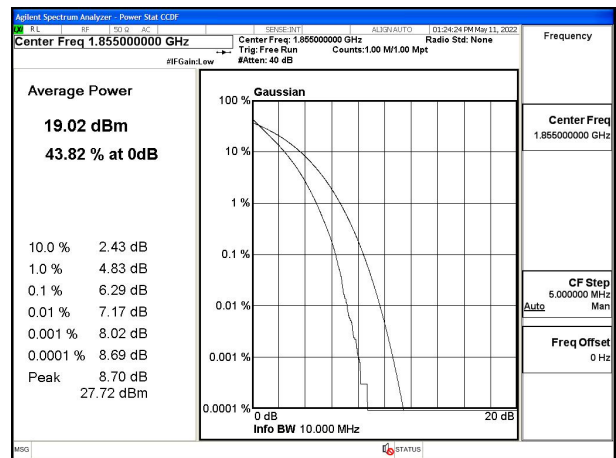 Agilent Spectrum Analyzer - Power Stat CCDF
RL RF 50 Ω AC SENSE:INT ALIGNAUTO 01:24:24 PM May 11, 2022
Center Freq 1.855000000 GHz
Center Freq: 1.855000000 GHz Radio Std: None
Trig: Free Run Counts:1.00 M/1.00 Mpt
#IFGain:Low #Atten: 40 dB
Frequency
Average Power
19.02 dBm
43.82 % at 0dB
10.0 % 2.43 dB
1.0 % 4.83 dB
0.1 % 6.29 dB
0.01 % 7.17 dB
0.001 % 8.02 dB
0.0001 % 8.69 dB
Peak 8.70 dB
27.72 dBm
Gaussian
100 %
10 %
1 %
0.1 %
0.01 %
0.001 %
0.0001 %
0 dB 20 dB
Info BW 10.000 MHz
Center Freq
1.855000000 GHz
CF Step
5.000000 MHz
Auto Man
Freq Offset
0 Hz
MSG STATUS